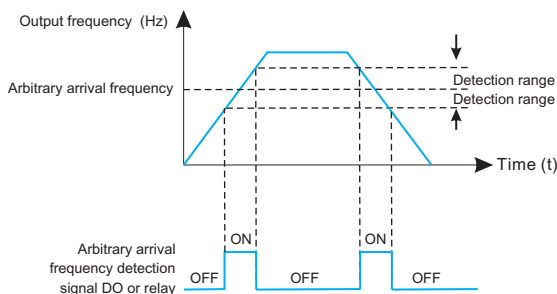 Output frequency (Hz)
Detection range
Arbitrary arrival frequency
Detection range
Time (t)
Arbitrary arrival
frequency detection
signal DO or relay
OFF
ON
OFF
ON
OFF